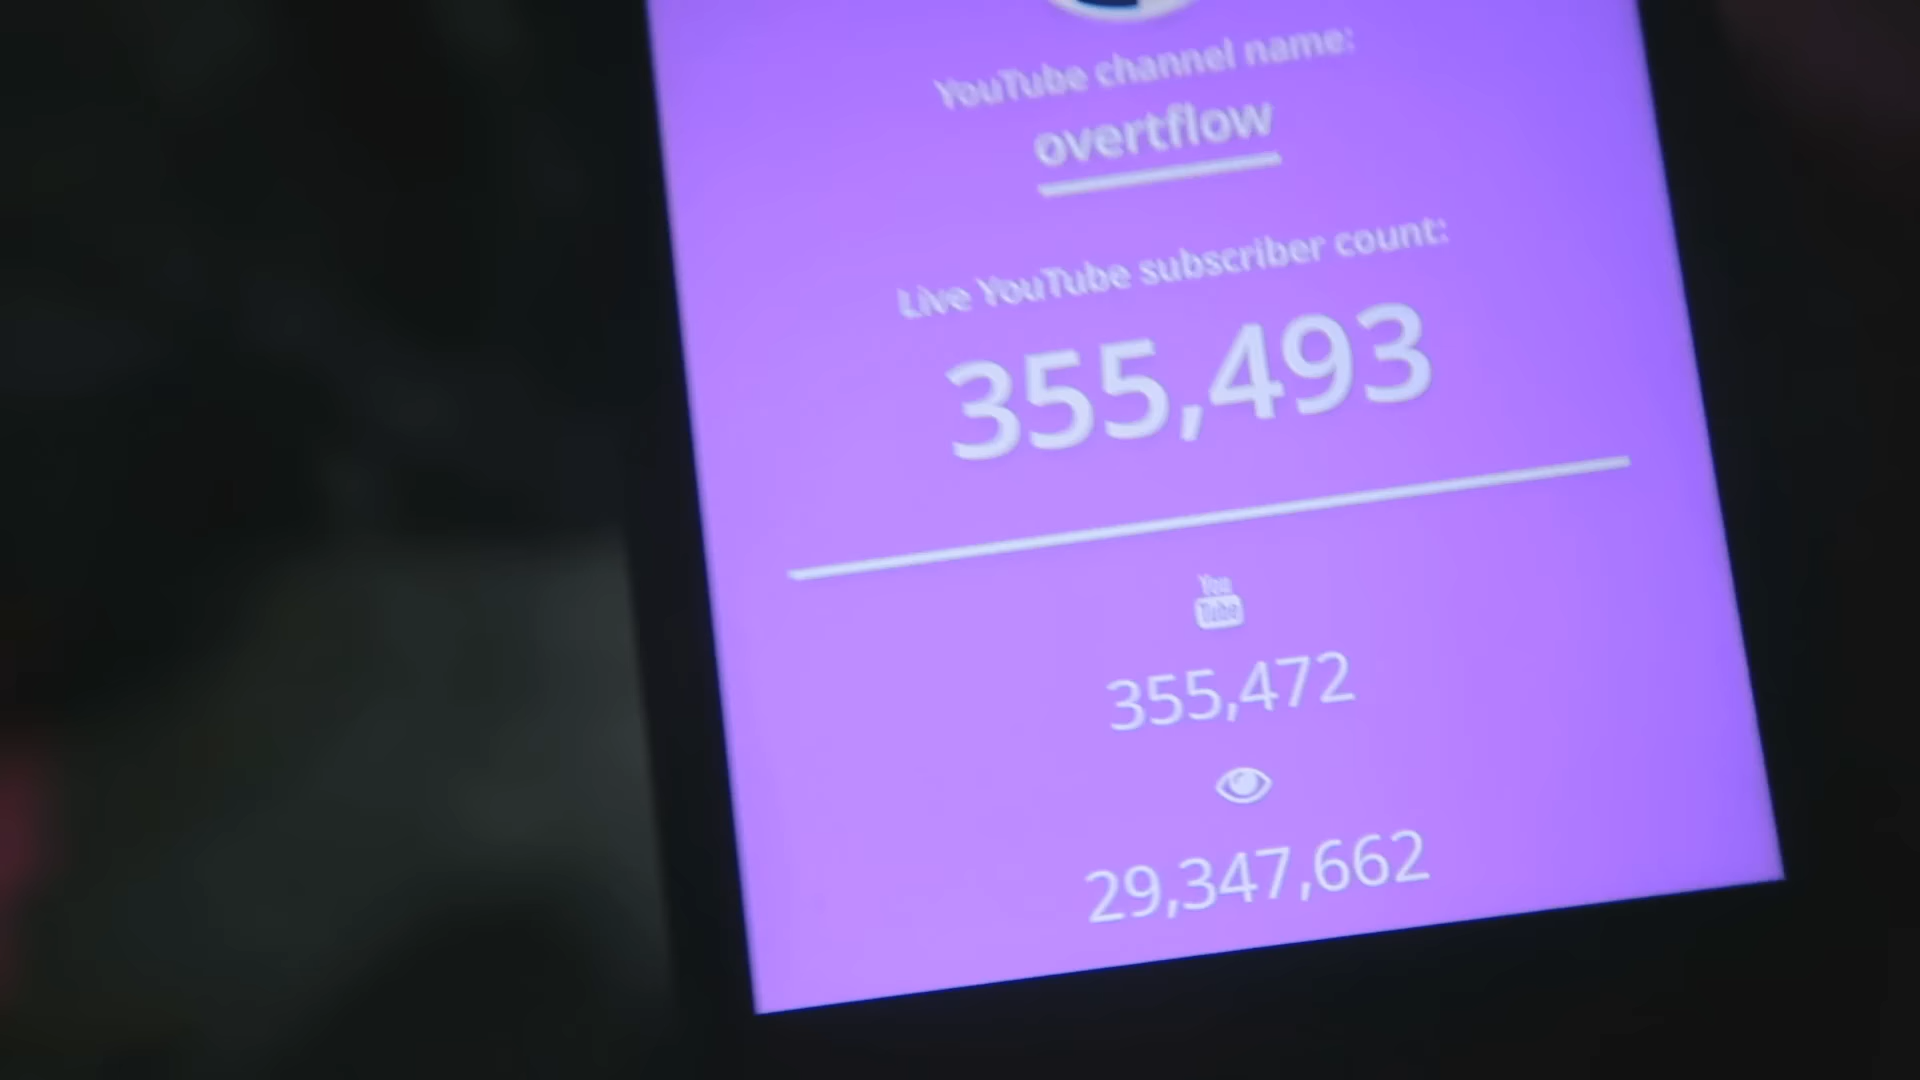 YouTube channel name:
overtflow
Live YouTube subscriber count:
355,493
You
Tube
355,472
29,347,662